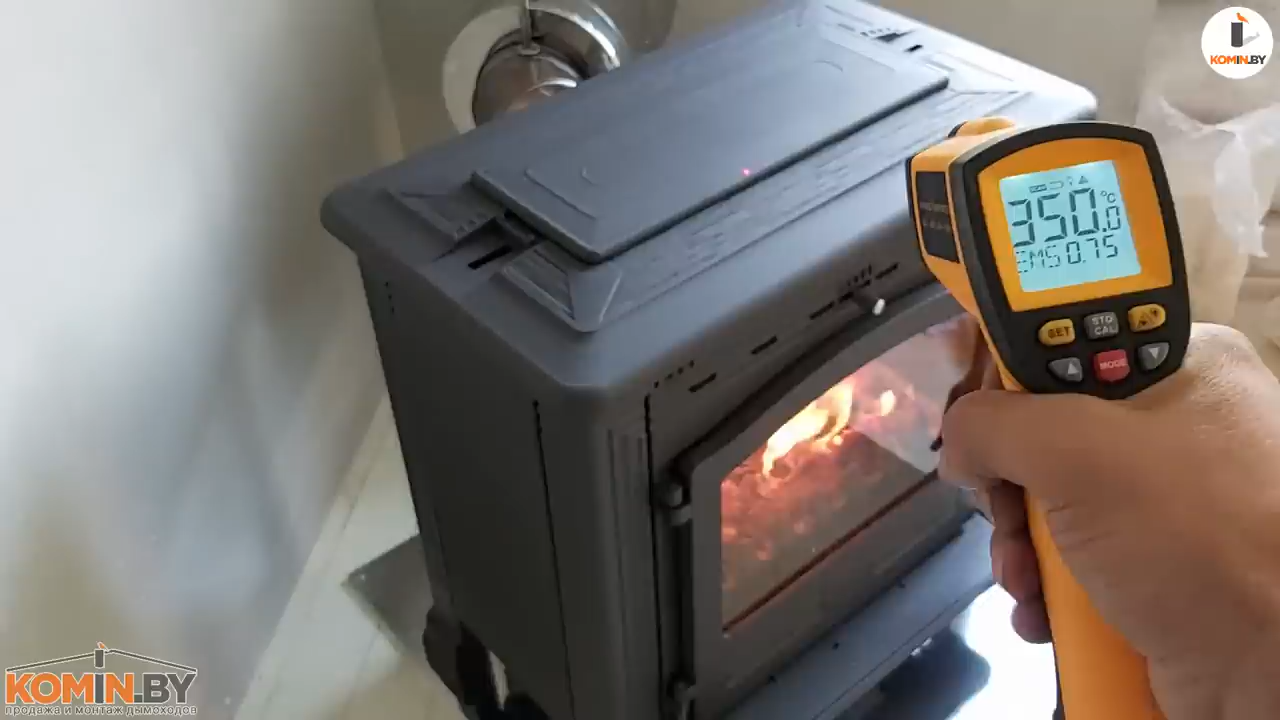 KOMIN.BY
350.0 °C
EMS 0.75
SET
STO
CAL
MODE
KOMIN.BY
продажа и монтаж дымоходов